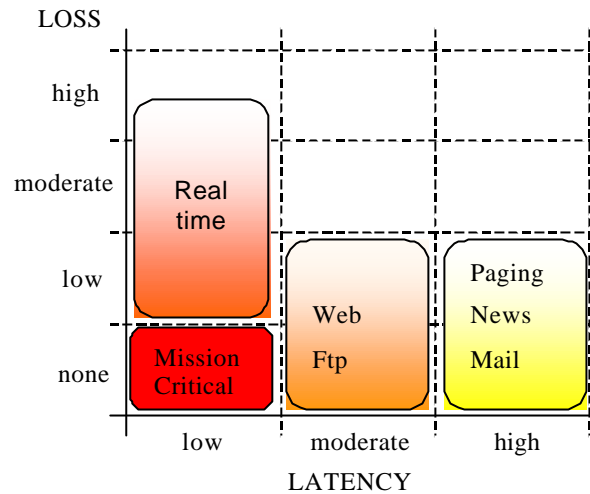 LOSS
high
moderate
Real
time
low
Paging
Web
News
Mission
Critical
Ftp
Mail
none
low
moderate
high
LATENCY